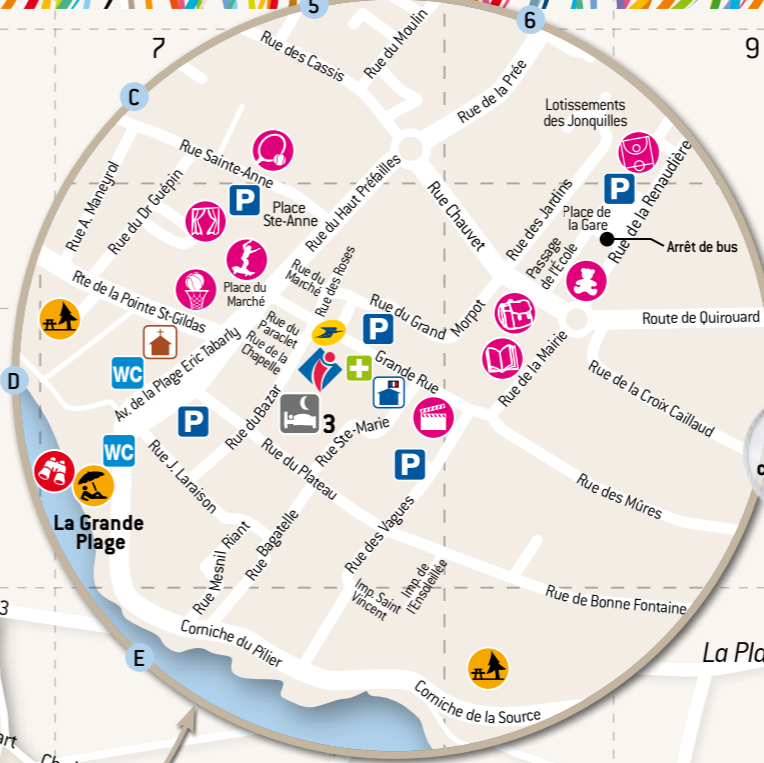 5
6
7
9
C
Rue des Cassis
Rue du Moulin
Rue de la Prée
Lotissements
des Jonquilles
Rue Sainte-Anne
Rue A. Maneyrol
Rue du Dr Guépin
P
Place
Ste-Anne
Rue du Haut Préfailles
Rue Chauvet
Rue des Jardins
P
Place de
la Gare
Rue de la Renaudière
Passage
de l'École
Arrêt de bus
Place du
Marché
Rue du
Marché
Rue des Roses
Rte de la Pointe St-Gildas
Rue du
Paraclet
Rue de la
Chapelle
P
Rue du Grand
Morpot
Route de Quirouard
D
WC
Av. de la Plage Eric Tabarly
Grande Rue
Rue de la Mairie
Rue de la Croix Caillaud
P
Rue du Bazar
3
Rue Ste-Marie
WC
P
Rue J. Laraison
Rue du Plateau
Rue des Mûres
La Grande
Plage
Rue Mesnil Riant
Rue Bagatelle
Rue des Vagues
Imp. Saint
Vincent
Imp. de
l'Ensoleillée
Rue de Bonne Fontaine
3
E
Corniche du Pilier
La Pla
Corniche de la Source
art